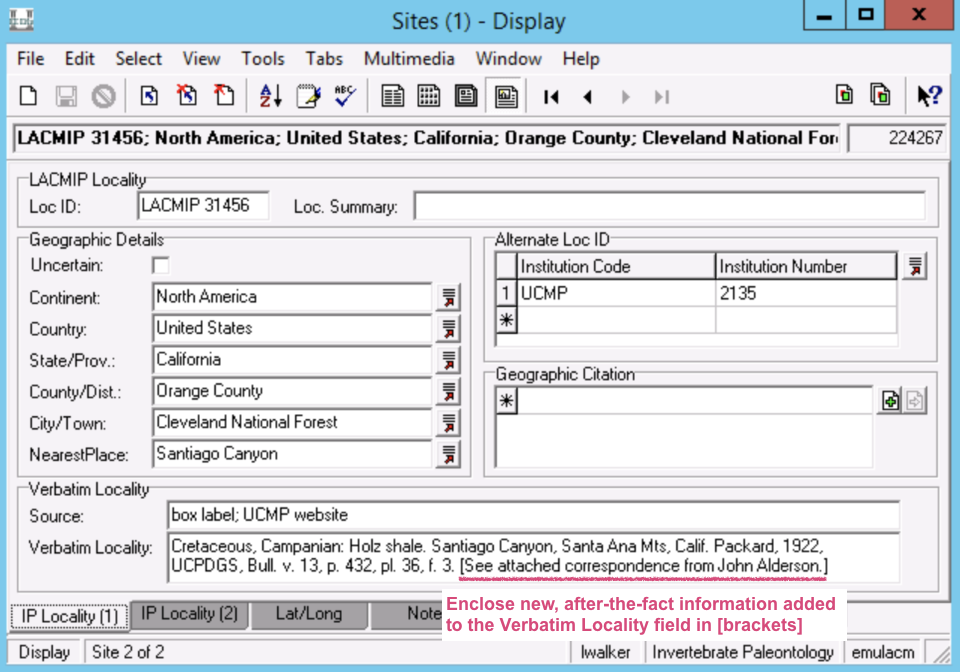 Sites (1) - Display
File Edit Select View Tools Tabs Multimedia Window Help
LACMIP 31456; North America; United States; California; Orange County; Cleveland National For 224267
LACMIP Locality
Loc ID: LACMIP 31456 Loc. Summary:
Geographic Details
Uncertain:
Continent: North America
Country: United States
State/Prov.: California
County/Dist.: Orange County
City/Town: Cleveland National Forest
NearestPlace: Santiago Canyon
Alternate Loc ID
Institution Code Institution Number
1 UCMP 2135
Geographic Citation
Verbatim Locality
Source: box label; UCMP website
Verbatim Locality: Cretaceous, Campanian: Holz shale. Santiago Canyon, Santa Ana Mts, Calif. Packard, 1922,
UCPDGS, Bull. v. 13, p. 432, pl. 36, f. 3. [See attached correspondence from John Alderson.]
IP Locality (1) IP Locality (2) Lat/Long Note
Enclose new, after-the-fact information added
to the Verbatim Locality field in [brackets]
Display Site 2 of 2 lwalker Invertebrate Paleontology emulacm